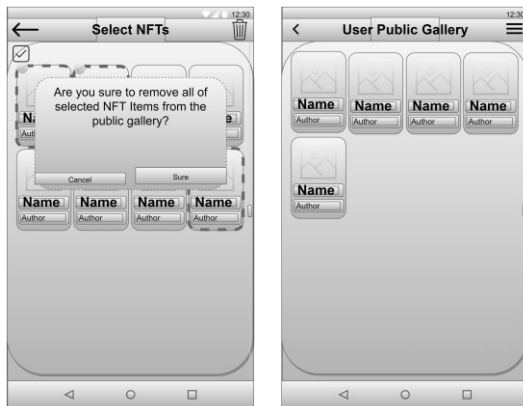 12:30
Select NFTs
Are you sure to remove all of
selected NFT Items from the
public gallery?
Cancel
Sure
Name Name Name Name
Author Author Author Author
12:30
User Public Gallery
Name Name Name Name
Author Author Author Author
Name
Author